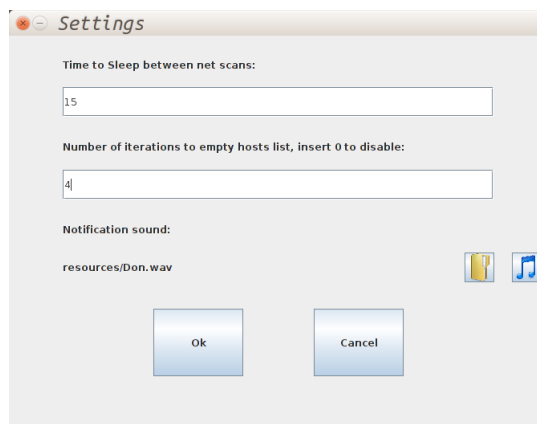 Settings
Time to Sleep between net scans:
15
Number of iterations to empty hosts list, insert 0 to disable:
4
Notification sound:
resources/Don.wav
Ok
Cancel